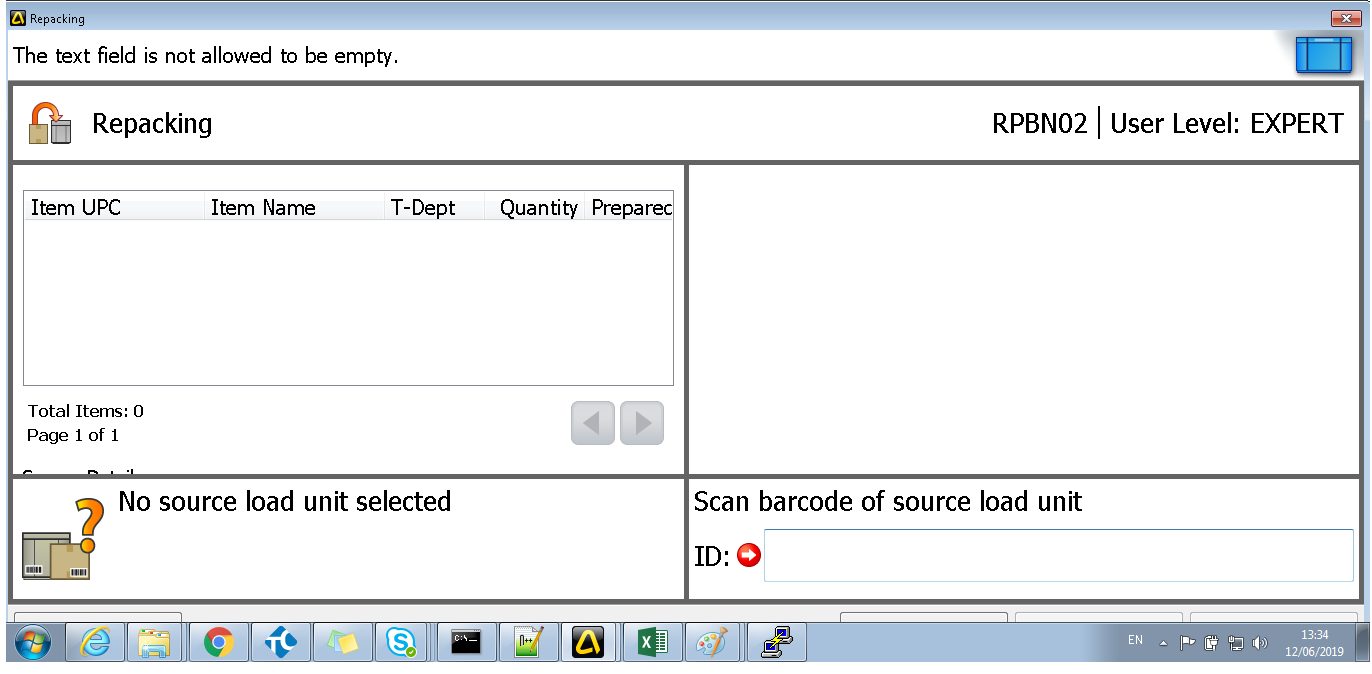 Repacking
The text field is not allowed to be empty.
Repacking
RPBN02 | User Level: EXPERT
Item UPC Item Name T-Dept Quantity Prepared
Total Items: 0
Page 1 of 1
No source load unit selected
Scan barcode of source load unit
ID:
EN
13:34
12/06/2019